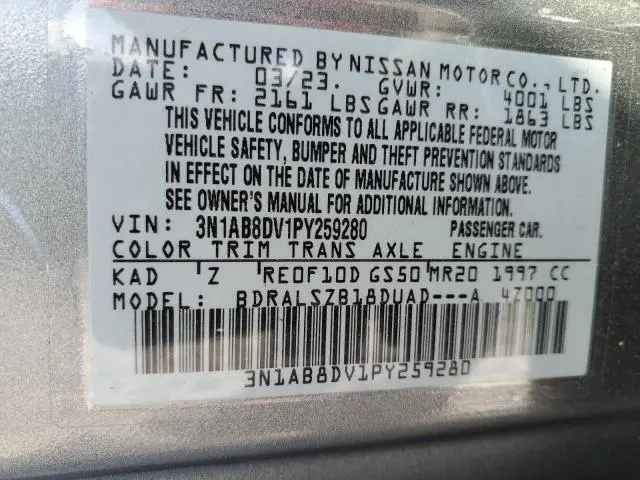 MANUFACTURED BY NISSAN MOTOR CO., LTD.
DATE: 03/23. GVWR: 4001 LBS
GAWR FR: 2161 LBS GAWR RR: 1863 LBS
THIS VEHICLE CONFORMS TO ALL APPLICABLE FEDERAL MOTOR
VEHICLE SAFETY, BUMPER AND THEFT PREVENTION STANDARDS
IN EFFECT ON THE DATE OF MANUFACTURE SHOWN ABOVE.
SEE OWNER'S MANUAL FOR ADDITIONAL INFORMATION.
VIN: 3N1AB8DV1PY259280 PASSENGER CAR.
COLOR TRIM TRANS AXLE ENGINE
KAD Z RE0F10D GS50 MR20 1997 CC
MODEL: BDRALSZB18DUAD---A 4Z000
3N1AB8DV1PY259280